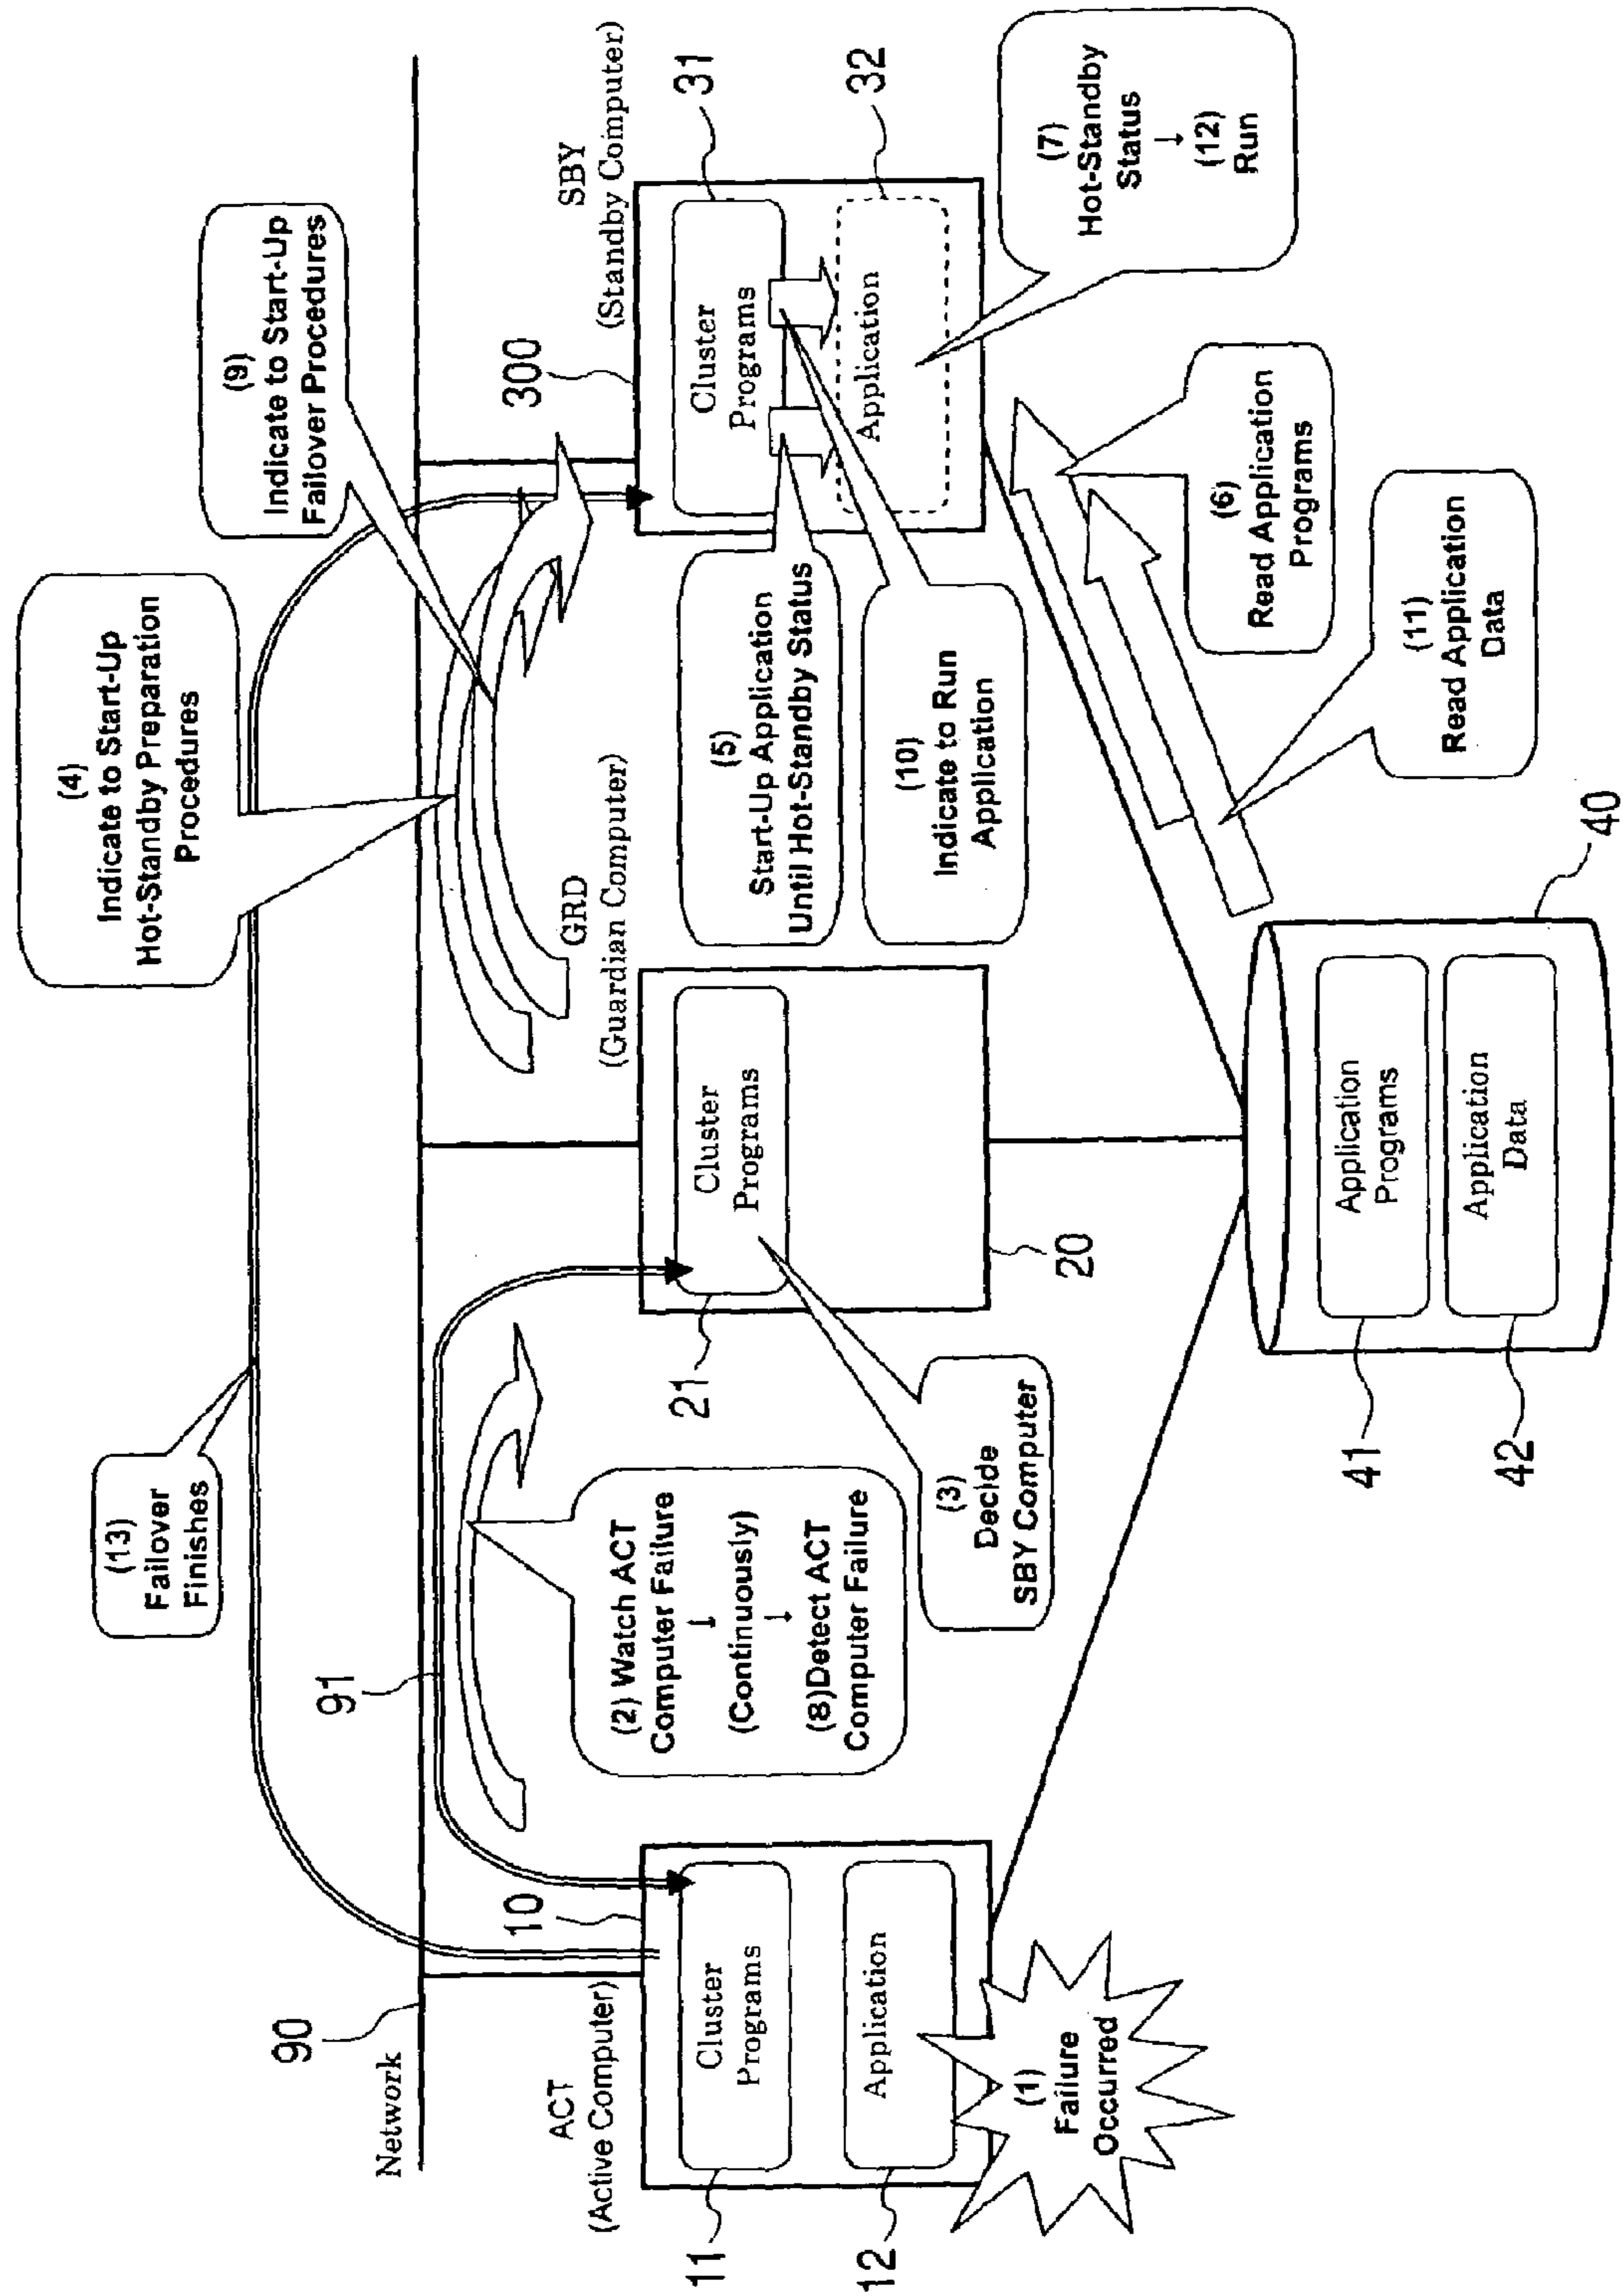 (4)
Indicate to Start-Up
Hot-Standby Preparation
Procedures
(9)
Indicate to Start-Up
Failover Procedures
(13)
Failover
Finishes
90
Network
91
ACT
(Active Computer)
10
11
Cluster
Programs
12
Application
(1)
Failure
Occurred
(2) Watch ACT
Computer Failure
↓
(Continuously)
↓
(8)Detect ACT
Computer Failure
GRD
(Guardian Computer)
21
Cluster
Programs
20
(3)
Decide
SBY Computer
SBY
(Standby Computer)
300
31
Cluster
Programs
32
Application
(5)
Start-Up Application
Until Hot-Standby Status
(10)
Indicate to Run
Application
(7)
Hot-Standby
Status
↓
(12)
Run
(6)
Read Application
Programs
(11)
Read Application
Data
40
41
Application
Programs
42
Application
Data